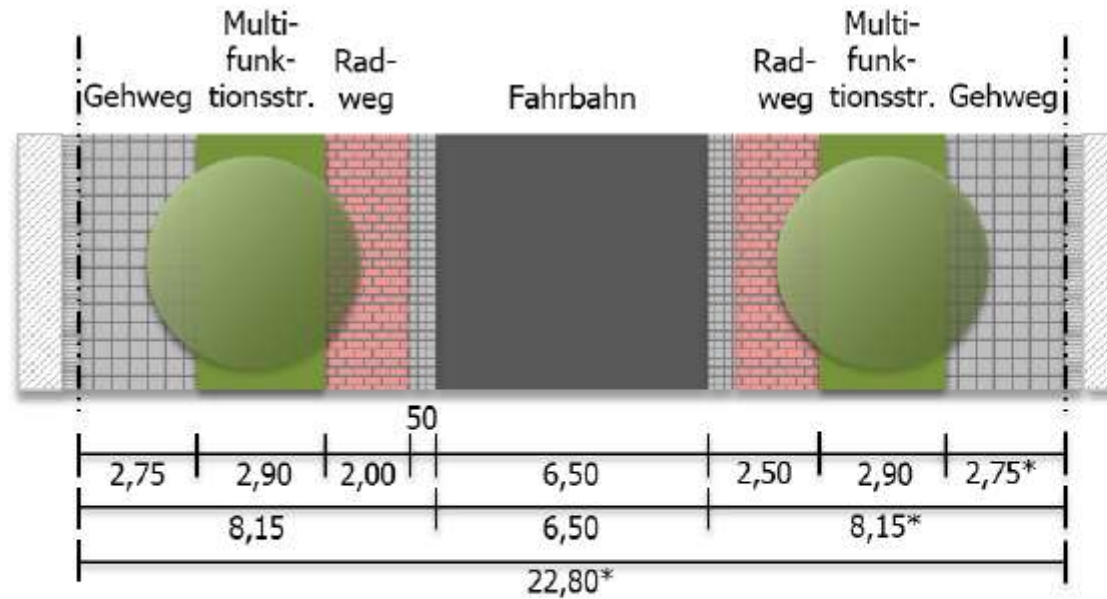 Multi-
funk-
Gehweg tionsstr.
Rad-
weg
Fahrbahn
Rad-
weg
Multi-
funk-
tionsstr. Gehweg
50
2,75 2,90 2,00 6,50 2,50 2,90 2,75*
8,15 6,50 8,15*
22,80*